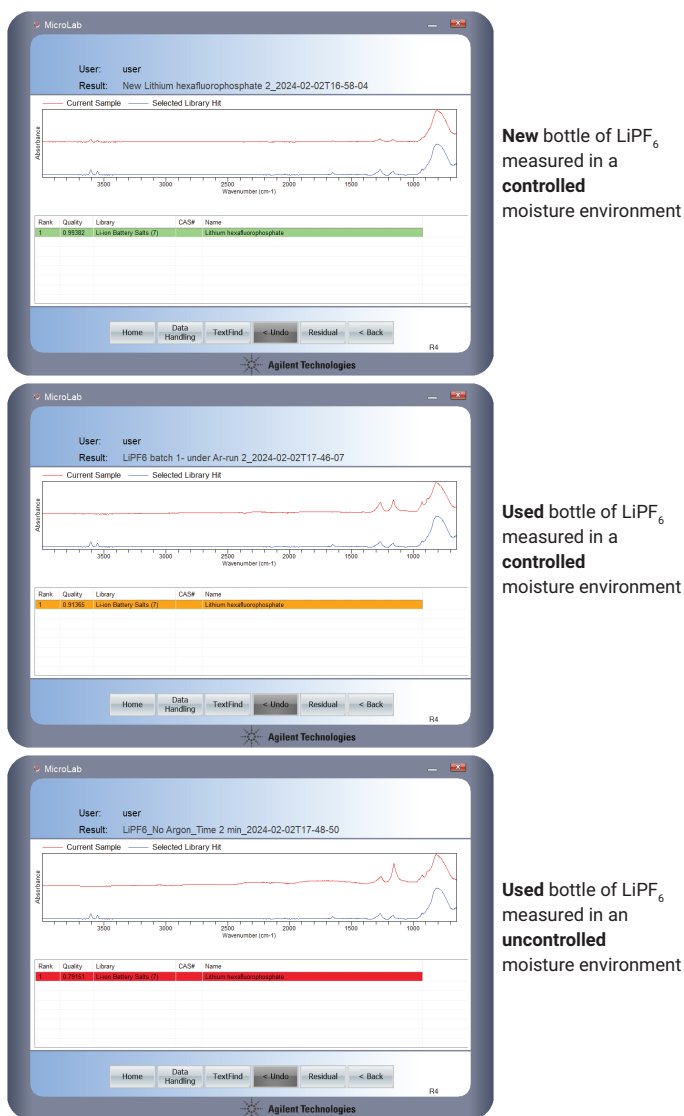 MicroLab
User: user
Result: New Lithium hexafluorophosphate 2_2024-02-02T16-58-04
Current Sample Selected Library Hit
Absorbance
3500 3000 2500 2000 1500 1000
Wavenumber (cm-1)
Rank Quality Library CAS# Name
1 0.99382 Li-ion Battery Salts (7) Lithium hexafluorophosphate
Home Data Handling TextFind < Undo Residual < Back
R4
Agilent Technologies
New bottle of LiPF6
measured in a
controlled
moisture environment
MicroLab
User: user
Result: LiPF6 batch 1- under Ar-run 2_2024-02-02T17-46-07
Current Sample Selected Library Hit
Absorbance
3500 3000 2500 2000 1500 1000
Wavenumber (cm-1)
Rank Quality Library CAS# Name
1 0.91365 Li-ion Battery Salts (7) Lithium hexafluorophosphate
Home Data Handling TextFind < Undo Residual < Back
R4
Agilent Technologies
Used bottle of LiPF6
measured in a
controlled
moisture environment
MicroLab
User: user
Result: LiPF6_No Argon_Time 2 min_2024-02-02T17-48-50
Current Sample Selected Library Hit
Absorbance
3500 3000 2500 2000 1500 1000
Wavenumber (cm-1)
Rank Quality Library CAS# Name
1 0.79151 Li-ion Battery Salts (7) Lithium hexafluorophosphate
Home Data Handling TextFind < Undo Residual < Back
R4
Agilent Technologies
Used bottle of LiPF6
measured in an
uncontrolled
moisture environment